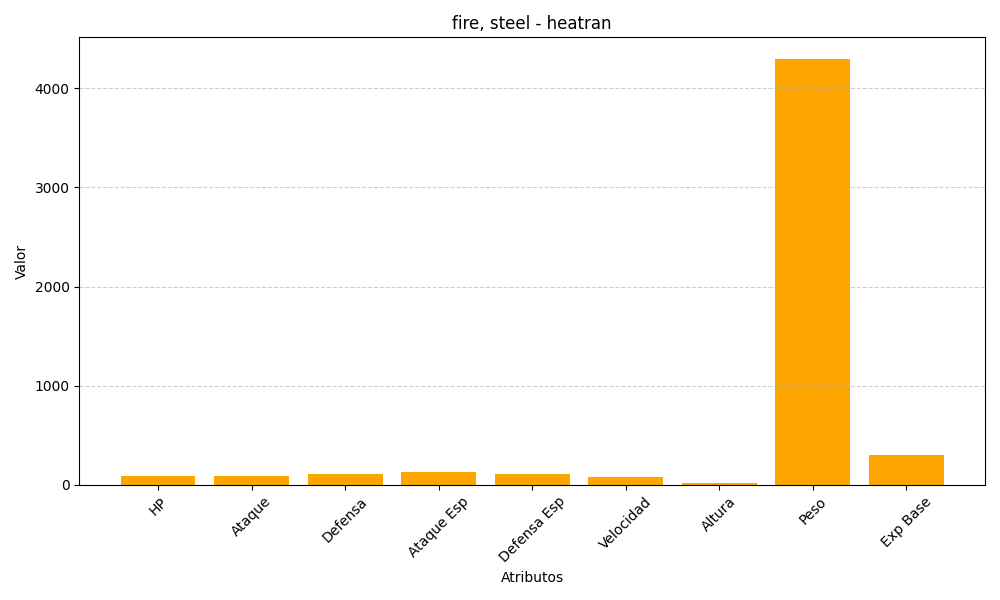 fire, steel - heatran
Valor
4000
3000
2000
1000
0
HP
Ataque
Defensa
Ataque Esp
Defensa Esp
Velocidad
Altura
Peso
Exp Base
Atributos